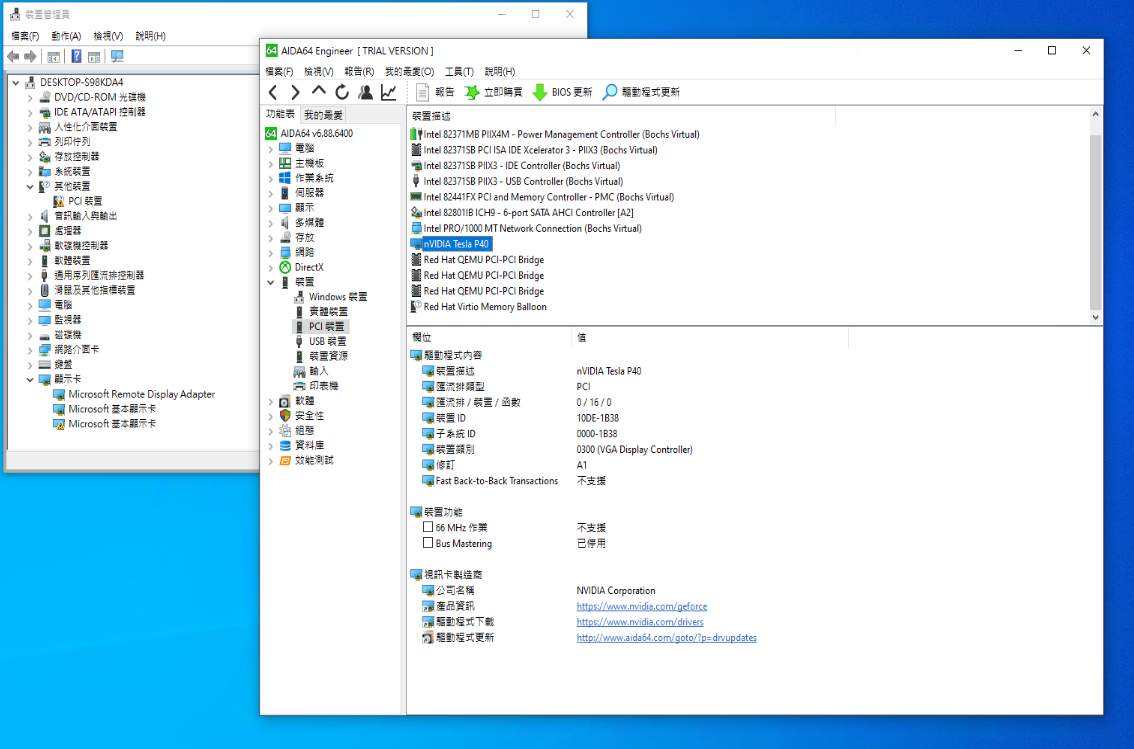 裝置管理員
檔案(F) 動作(A) 檢視(V) 說明(H)
DESKTOP-S98KDA4
DVD/CD-ROM 光碟機
IDE ATA/ATAPI 控制器
人性化介面裝置
列印佇列
存放控制器
系統裝置
其他裝置
PCI 裝置
音訊輸入與輸出
處理器
軟碟機控制器
軟體裝置
通用序列匯流排控制器
滑鼠及其他指標裝置
電腦
監視器
磁碟機
網路介面卡
鍵盤
顯示卡
Microsoft Remote Display Adapter
Microsoft 基本顯示卡
Microsoft 基本顯示卡
64 AIDA64 Engineer [ TRIAL VERSION ]
檔案(F) 檢視(V) 報告(R) 我的最愛(O) 工具(T) 說明(H)
報告 立即購買 BIOS 更新 驅動程式更新
功能表 我的最愛
64 AIDA64 v6.88.6400
電腦
主機板
作業系統
伺服器
顯示
多媒體
存放
網路
DirectX
裝置
Windows 裝置
實體裝置
PCI 裝置
USB 裝置
裝置資源
輸入
印表機
軟體
安全性
組態
資料庫
效能測試
裝置描述
Intel 82371MB PIIX4M - Power Management Controller (Bochs Virtual)
Intel 82371SB PCI ISA IDE Xcelerator 3 - PIIX3 (Bochs Virtual)
Intel 82371SB PIIX3 - IDE Controller (Bochs Virtual)
Intel 82371SB PIIX3 - USB Controller (Bochs Virtual)
Intel 82441FX PCI and Memory Controller - PMC (Bochs Virtual)
Intel 82801IB ICH9 - 6-port SATA AHCI Controller [A2]
Intel PRO/1000 MT Network Connection (Bochs Virtual)
nVIDIA Tesla P40
Red Hat QEMU PCI-PCI Bridge
Red Hat QEMU PCI-PCI Bridge
Red Hat QEMU PCI-PCI Bridge
Red Hat Virtio Memory Balloon
欄位 值
驅動程式內容
裝置描述 nVIDIA Tesla P40
匯流排類型 PCI
匯流排 / 裝置 / 函數 0 / 16 / 0
裝置 ID 10DE-1B38
子系統 ID 0000-1B38
裝置類別 0300 (VGA Display Controller)
修訂 A1
Fast Back-to-Back Transactions 不支援
裝置功能
66 MHz 作業 不支援
Bus Mastering 已停用
視訊卡製造商
公司名稱 NVIDIA Corporation
產品資訊 https://www.nvidia.com/geforce
驅動程式下載 https://www.nvidia.com/drivers
驅動程式更新 http://www.aida64.com/goto/?p=drvupdates